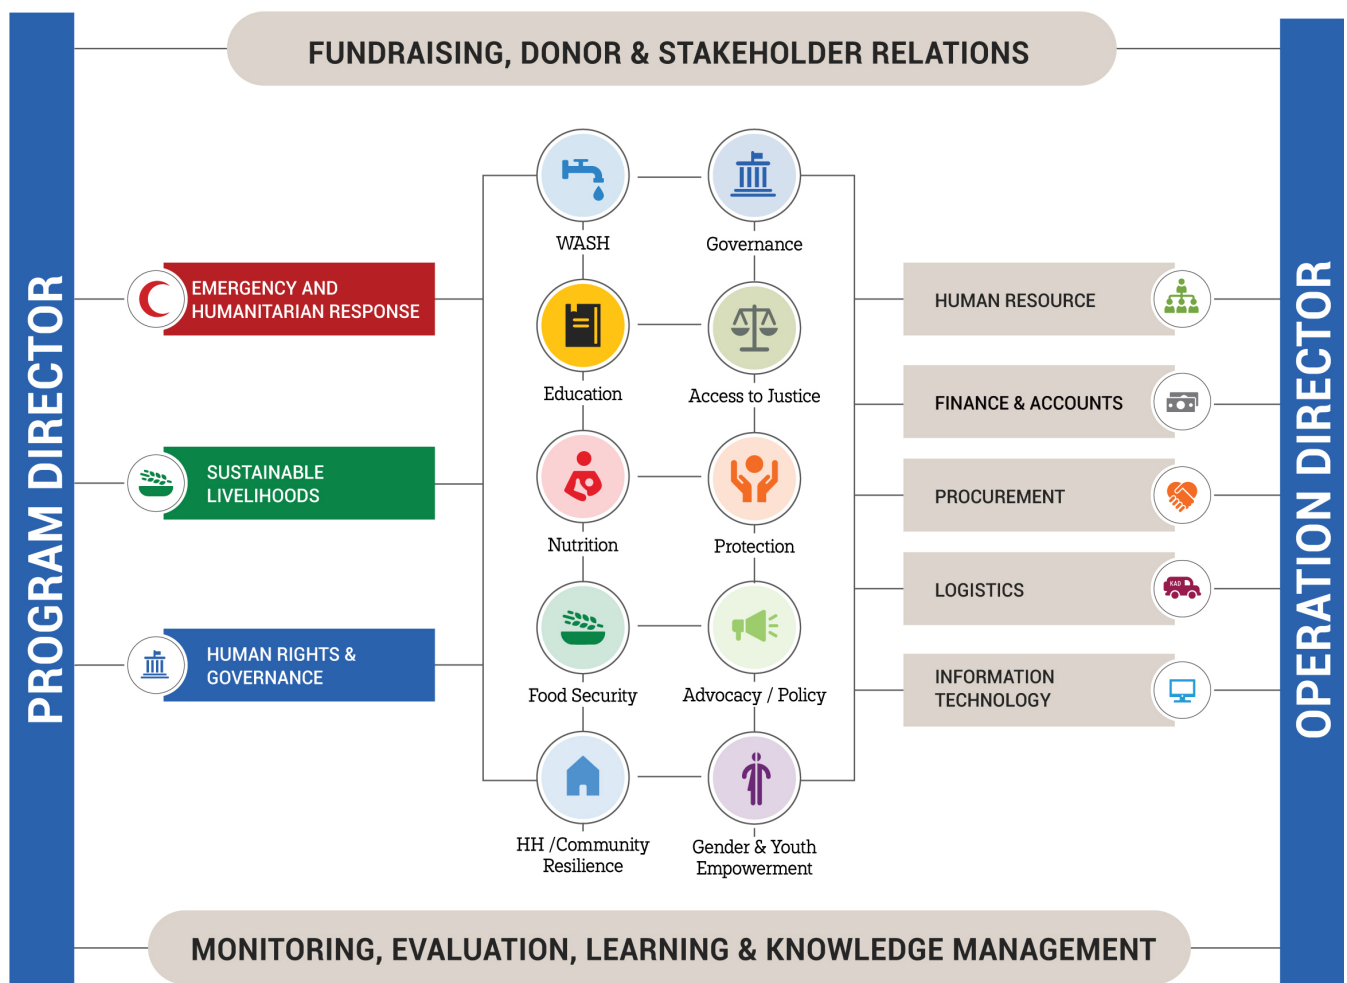 FUNDRAISING, DONOR & STAKEHOLDER RELATIONS
PROGRAM DIRECTOR
EMERGENCY AND
HUMANITARIAN RESPONSE
SUSTAINABLE
LIVELIHOODS
HUMAN RIGHTS &
GOVERNANCE
WASH
Governance
Education
Access to Justice
Nutrition
Protection
Food Security
Advocacy / Policy
HH /Community
Resilience
Gender & Youth
Empowerment
HUMAN RESOURCE
FINANCE & ACCOUNTS
PROCUREMENT
LOGISTICS
KAD
INFORMATION
TECHNOLOGY
OPERATION DIRECTOR
MONITORING, EVALUATION, LEARNING & KNOWLEDGE MANAGEMENT